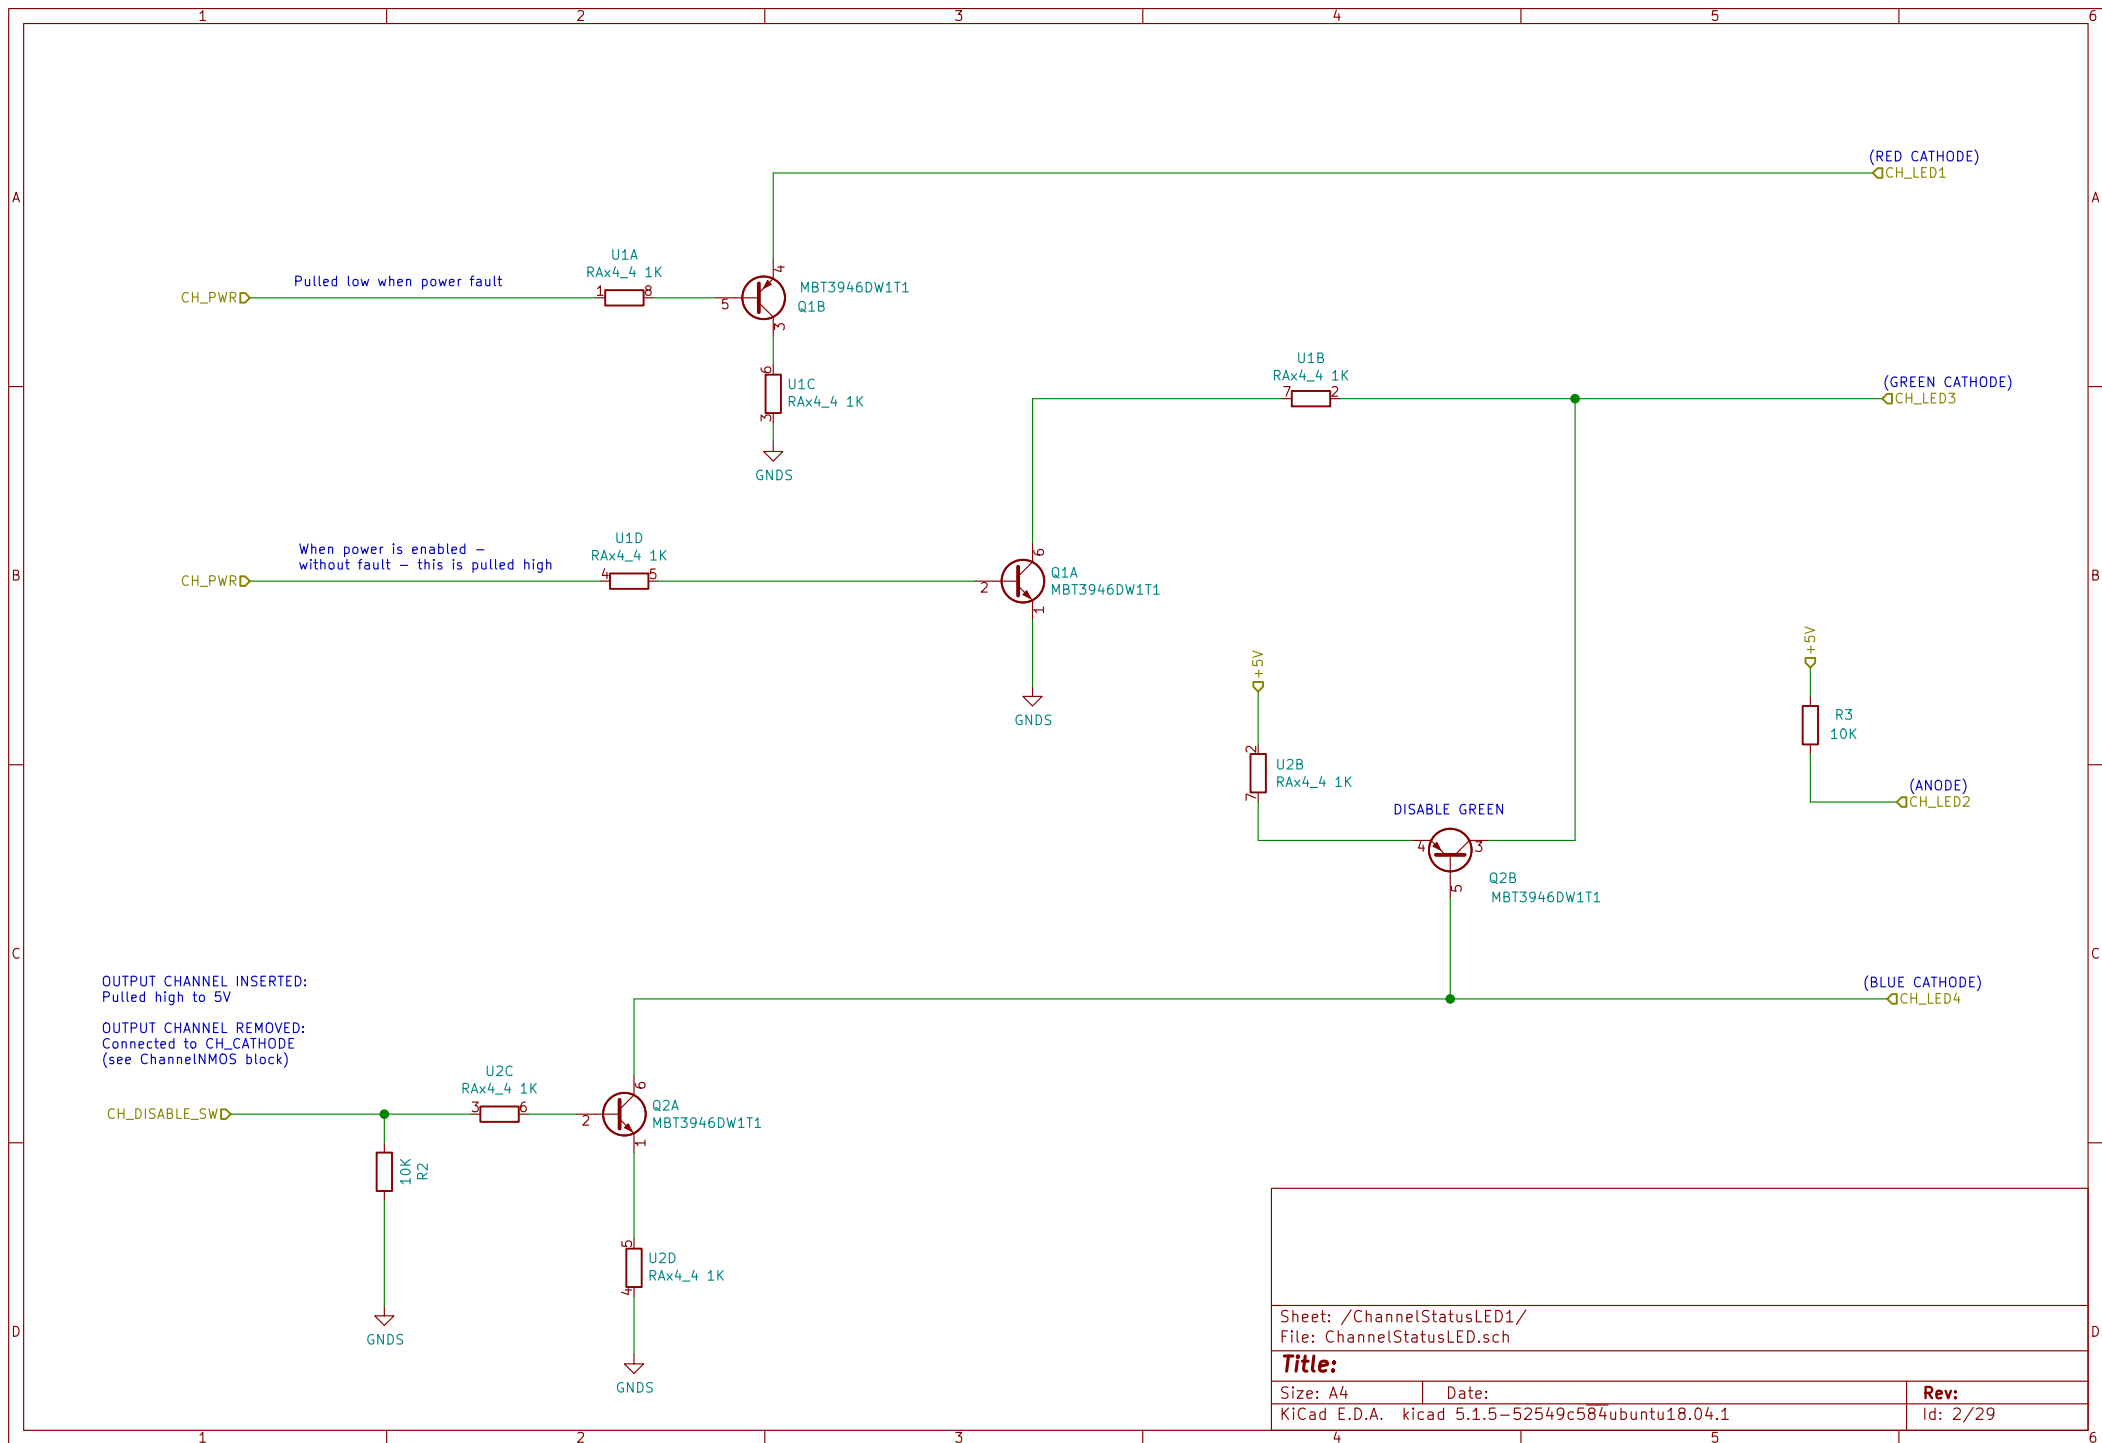 1 2 3 4 5 6
(RED CATHODE)
CH_LED1
A A
U1A
RAx4_4 1K
Pulled low when power fault
CH_PWR
1 8
5
4
3
MBT3946DW1T1
Q1B
6
U1C
RAx4_4 1K
3
GNDS
U1B
RAx4_4 1K
7 2
(GREEN CATHODE)
CH_LED3
When power is enabled –
without fault – this is pulled high
U1D
RAx4_4 1K
CH_PWR
4 5
2
6
1
Q1A
MBT3946DW1T1
GNDS
B B
+5V
2
U2B
RAx4_4 1K
7
+5V
R3
10K
(ANODE)
CH_LED2
DISABLE GREEN
4 3
5
Q2B
MBT3946DW1T1
C C
OUTPUT CHANNEL INSERTED:
Pulled high to 5V
OUTPUT CHANNEL REMOVED:
Connected to CH_CATHODE
(see ChannelNMOS block)
(BLUE CATHODE)
CH_LED4
U2C
RAx4_4 1K
CH_DISABLE_SW
3 6
2
6
1
Q2A
MBT3946DW1T1
10K
R2
GNDS
5
U2D
RAx4_4 1K
4
GNDS
D D
Sheet: /ChannelStatusLED1/
File: ChannelStatusLED.sch
Title:
Size: A4 Date: Rev:
KiCad E.D.A. kicad 5.1.5-52549c584ubuntu18.04.1 Id: 2/29
1 2 3 4 5 6